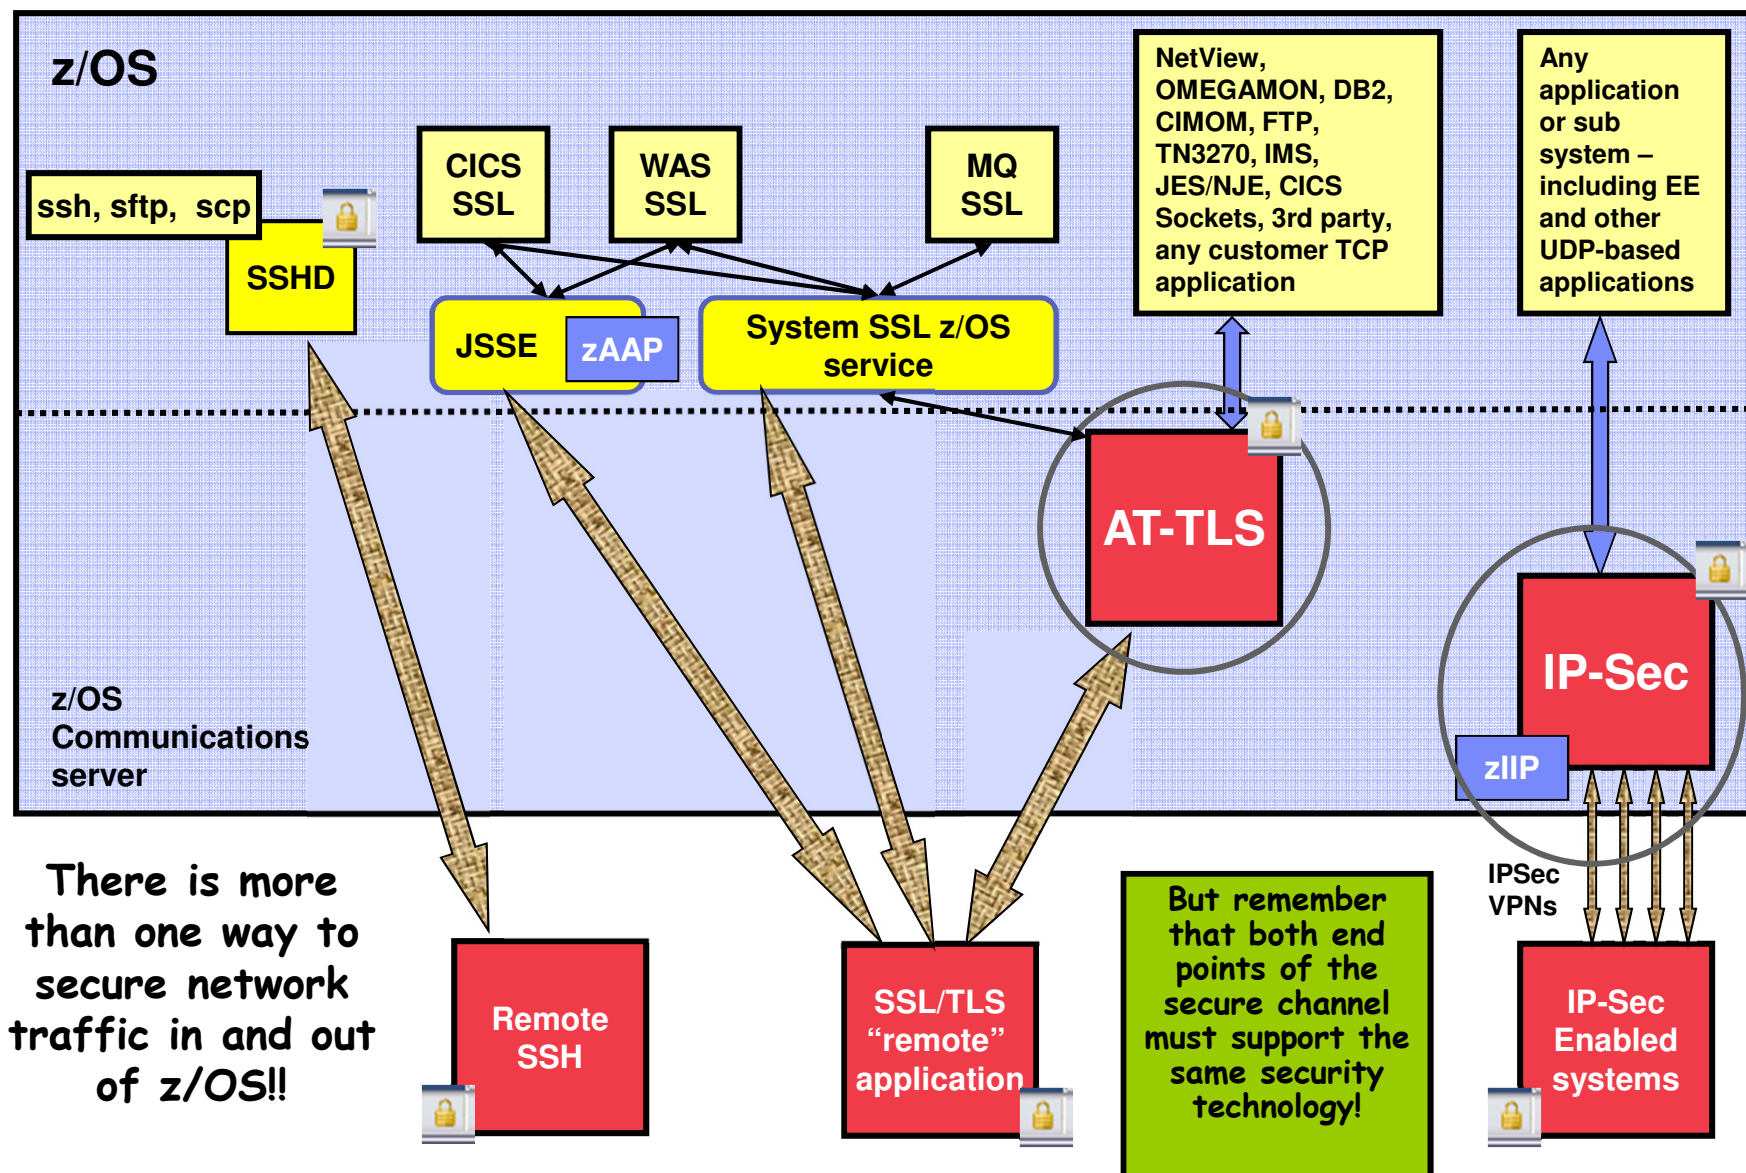 z/OS
ssh, sftp,  scp
SSHD
CICS
SSL
WAS
SSL
MQ
SSL
NetView,
OMEGAMON, DB2,
CIMOM, FTP,
TN3270, IMS,
JES/NJE, CICS
Sockets, 3rd party,
any customer TCP
application
Any
application
or sub
system –
including EE
and other
UDP-based
applications
JSSE
zAAP
System SSL z/OS
service
AT-TLS
IP-Sec
zIIP
z/OS
Communications
server
There is more
than one way to
secure network
traffic in and out
of z/OS!!
Remote
SSH
SSL/TLS
“remote”
application
But remember
that both end
points of the
secure channel
must support the
same security
technology!
IPSec
VPNs
IP-Sec
Enabled
systems